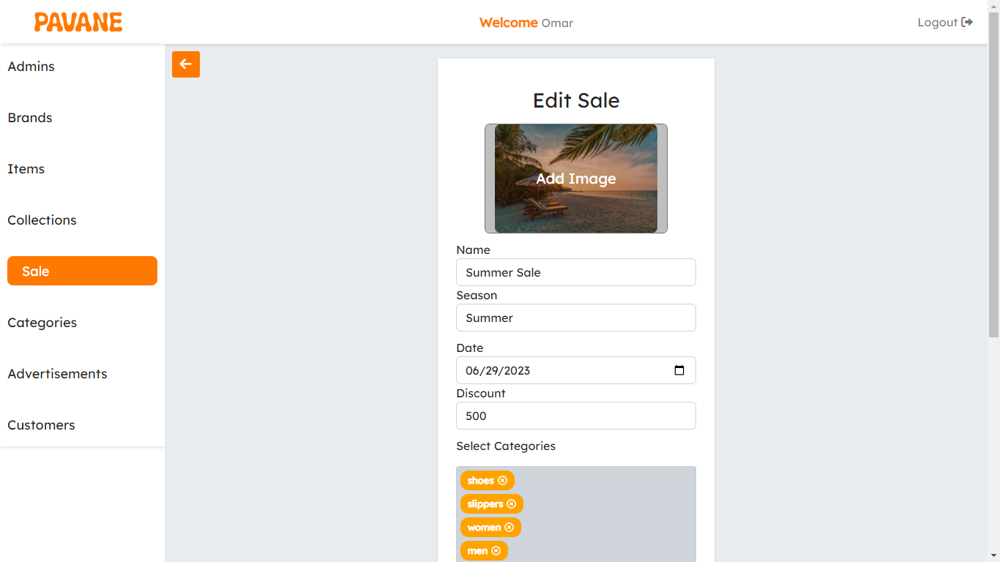 PAVANE
Welcome Omar
Logout
Admins
Brands
Items
Collections
Sale
Categories
Advertisements
Customers
Edit Sale
Add Image
Name
Summer Sale
Season
Summer
Date
06/29/2023
Discount
500
Select Categories
shoes
slippers
women
men